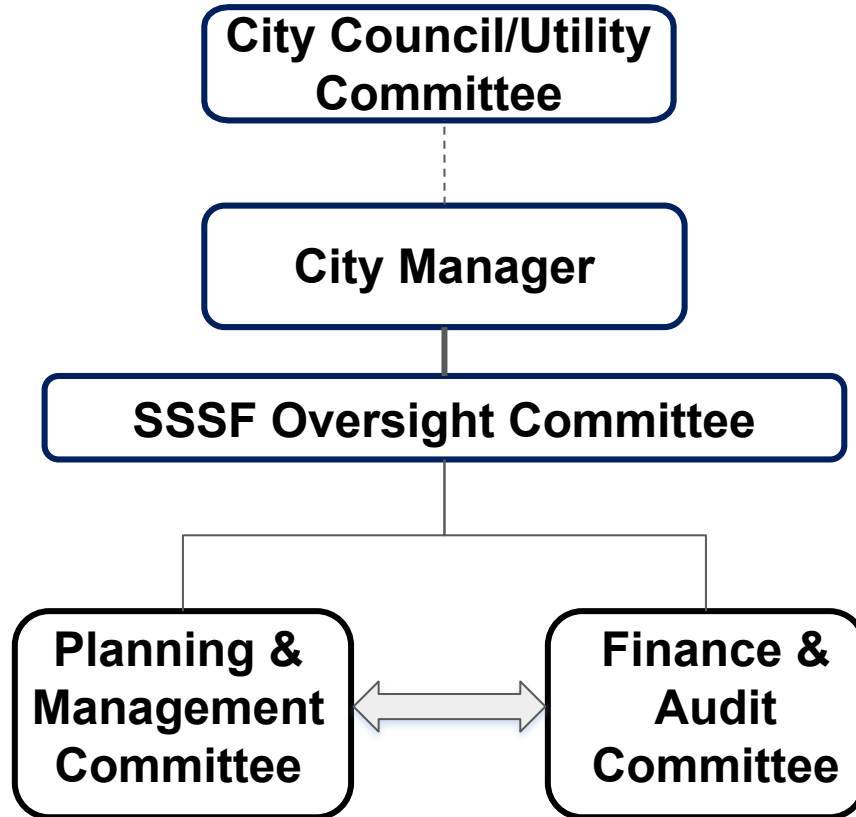 City Council/Utility
Committee
City Manager
SSSF Oversight Committee
Planning &
Management
Committee
Finance &
Audit
Committee